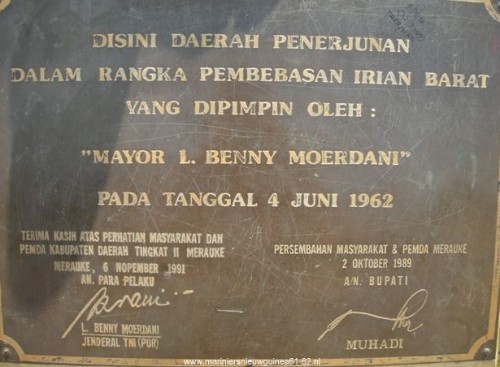 DISINI DAERAH PENERJUNAN
DALAM RANGKA PEMBEBASAN IRIAN BARAT
YANG DIPIMPIN OLEH :
"MAYOR L. BENNY MOERDANI"
PADA TANGGAL 4 JUNI 1962
TERIMA KASIH ATAS PERHATIAN MASYARAKAT DAN
PEMDA KABUPATEN DAERAH TINGKAT II MERAUKE
MERAUKE, 6 NOPEMBER 1991
AN. PARA PELAKU
L. BENNY MOERDANI
JENDERAL TNI (PUR)
PERSEMBAHAN MASYARAKAT & PEMDA MERAUKE
2 OKTOBER 1989
A/N. BUPATI
MUHADI
www.mariniersnieuwguinea61-62.nl